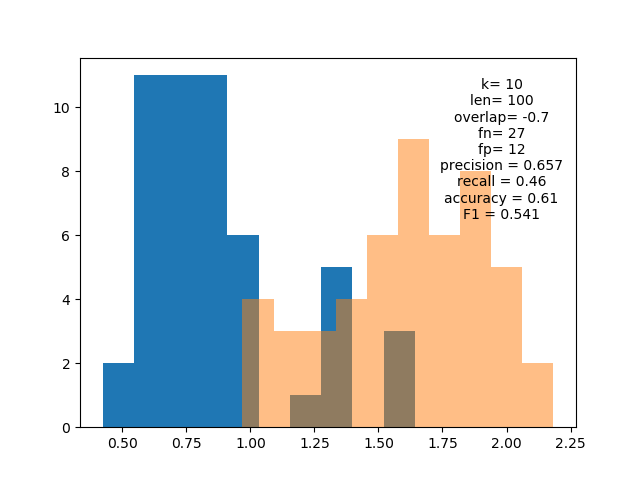 k= 10
len= 100
overlap= -0.7
fn= 27
fp= 12
precision = 0.657
recall = 0.46
accuracy = 0.61
F1 = 0.541
10
8
6
4
2
0
0.50 0.75 1.00 1.25 1.50 1.75 2.00 2.25